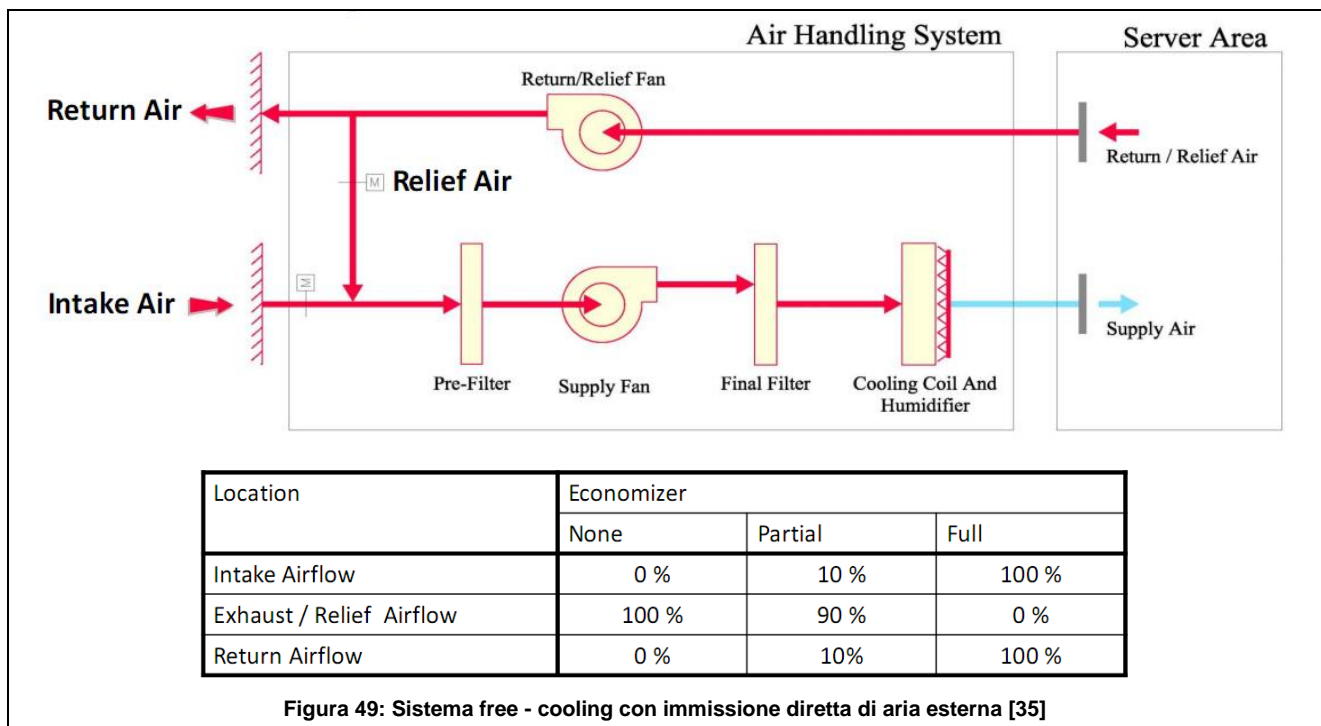 Air Handling System
Server Area
Return/Relief Fan
Return Air
Return / Relief Air
M
Relief Air
M
Intake Air
Supply Air
Pre-Filter
Supply Fan
Final Filter
Cooling Coil And
Humidifier
Location Economizer
None Partial Full
Intake Airflow 0 % 10 % 100 %
Exhaust / Relief Airflow 100 % 90 % 0 %
Return Airflow 0 % 10% 100 %
Figura 49: Sistema free - cooling con immissione diretta di aria esterna [35]